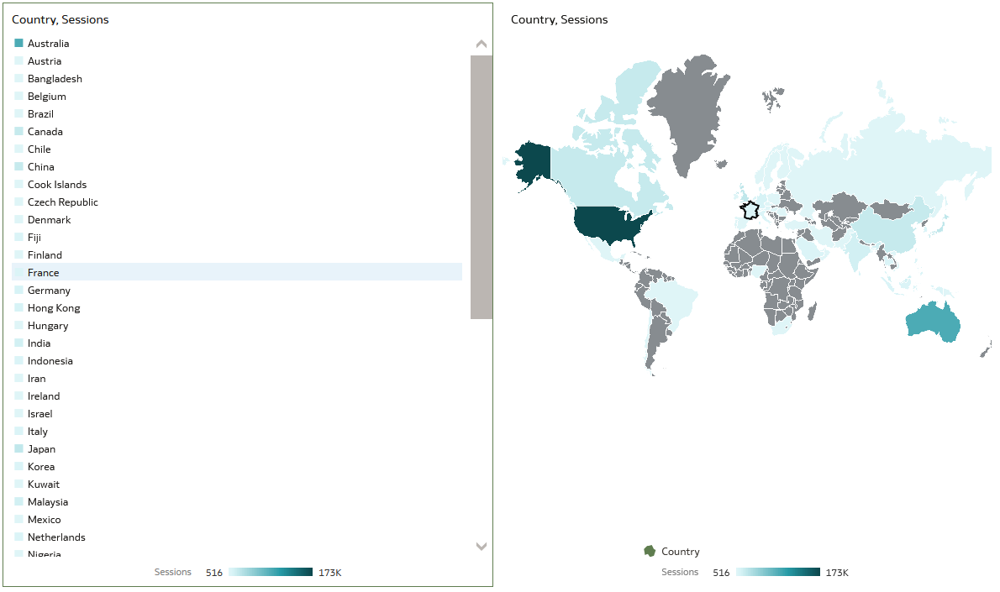 Country, Sessions
Australia
Austria
Bangladesh
Belgium
Brazil
Canada
Chile
China
Cook Islands
Czech Republic
Denmark
Fiji
Finland
France
Germany
Hong Kong
Hungary
India
Indonesia
Iran
Ireland
Israel
Italy
Japan
Korea
Kuwait
Malaysia
Mexico
Netherlands
Nigeria
Sessions 516 173K
Country, Sessions
Country
Sessions 516 173K